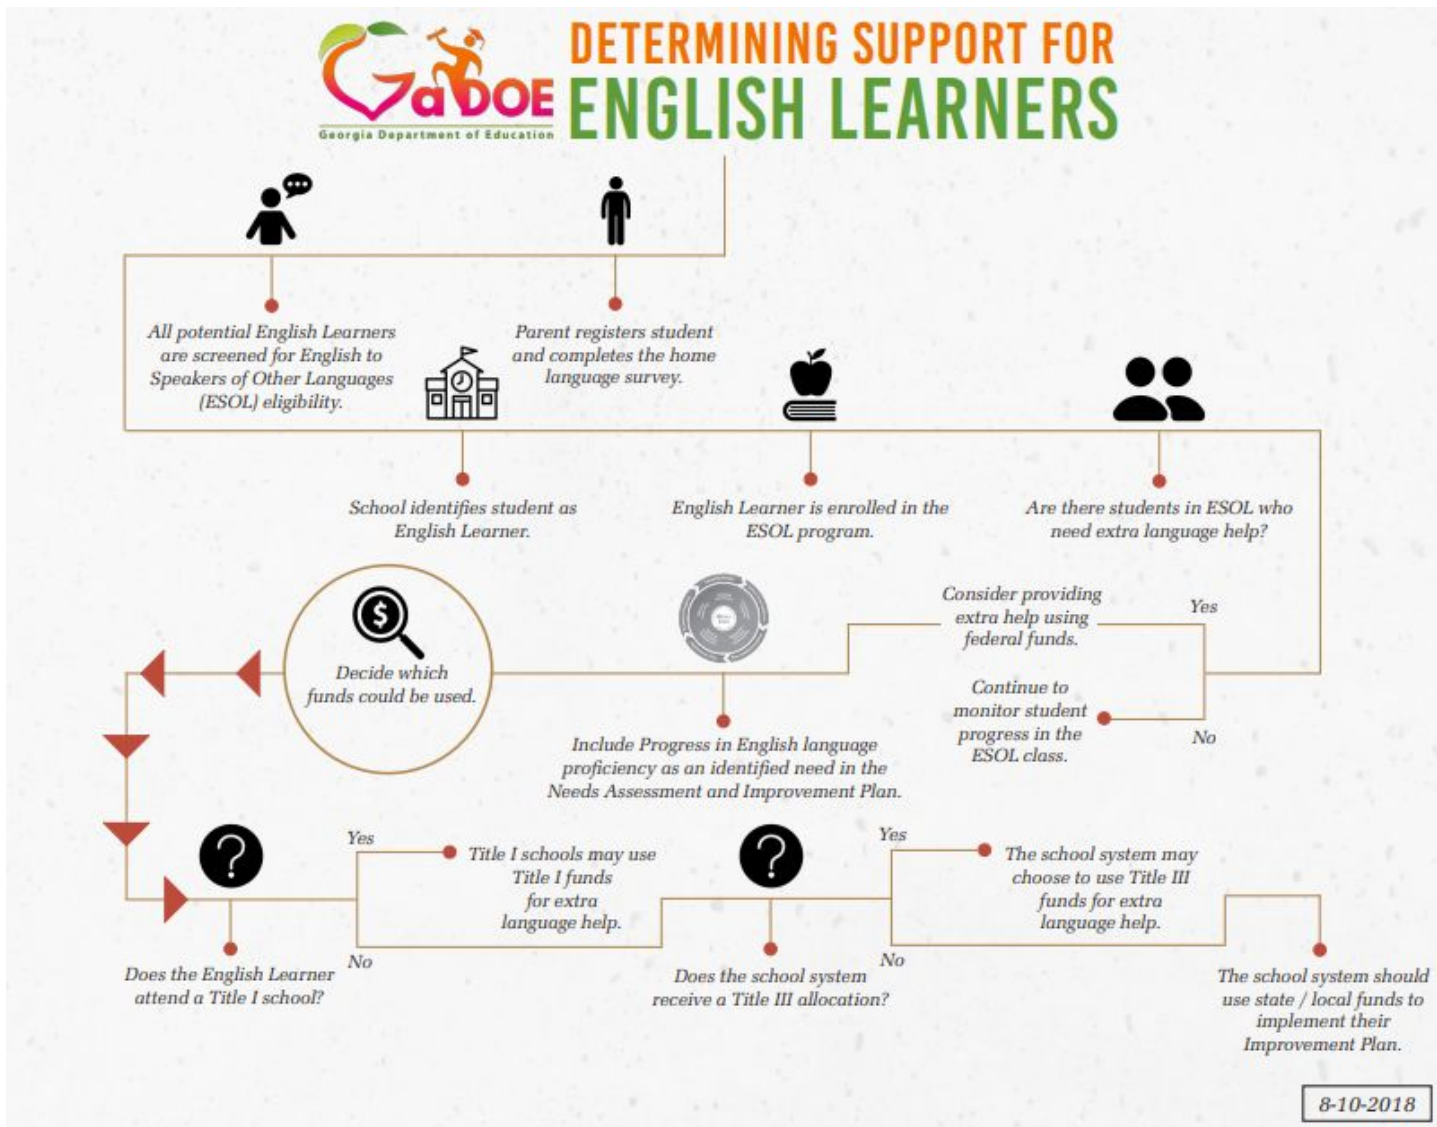 DETERMINING SUPPORT FOR
GaDOE
ENGLISH LEARNERS
Georgia Department of Education
All potential English Learners
are screened for English to
Speakers of Other Languages
(ESOL) eligibility.
Parent registers student
and completes the home
language survey.
School identifies student as
English Learner.
English Learner is enrolled in the
ESOL program.
Are there students in ESOL who
need extra language help?
Yes
Consider providing
extra help using
federal funds.
No
Continue to
monitor student
progress in the
ESOL class.
Include Progress in English language
proficiency as an identified need in the
Needs Assessment and Improvement Plan.
$
Decide which
funds could be used.
?
Does the English Learner
attend a Title I school?
Yes
Title I schools may use
Title I funds
for extra
language help.
No
?
Does the school system
receive a Title III allocation?
Yes
The school system may
choose to use Title III
funds for extra
language help.
No
The school system should
use state / local funds to
implement their
Improvement Plan.
8-10-2018